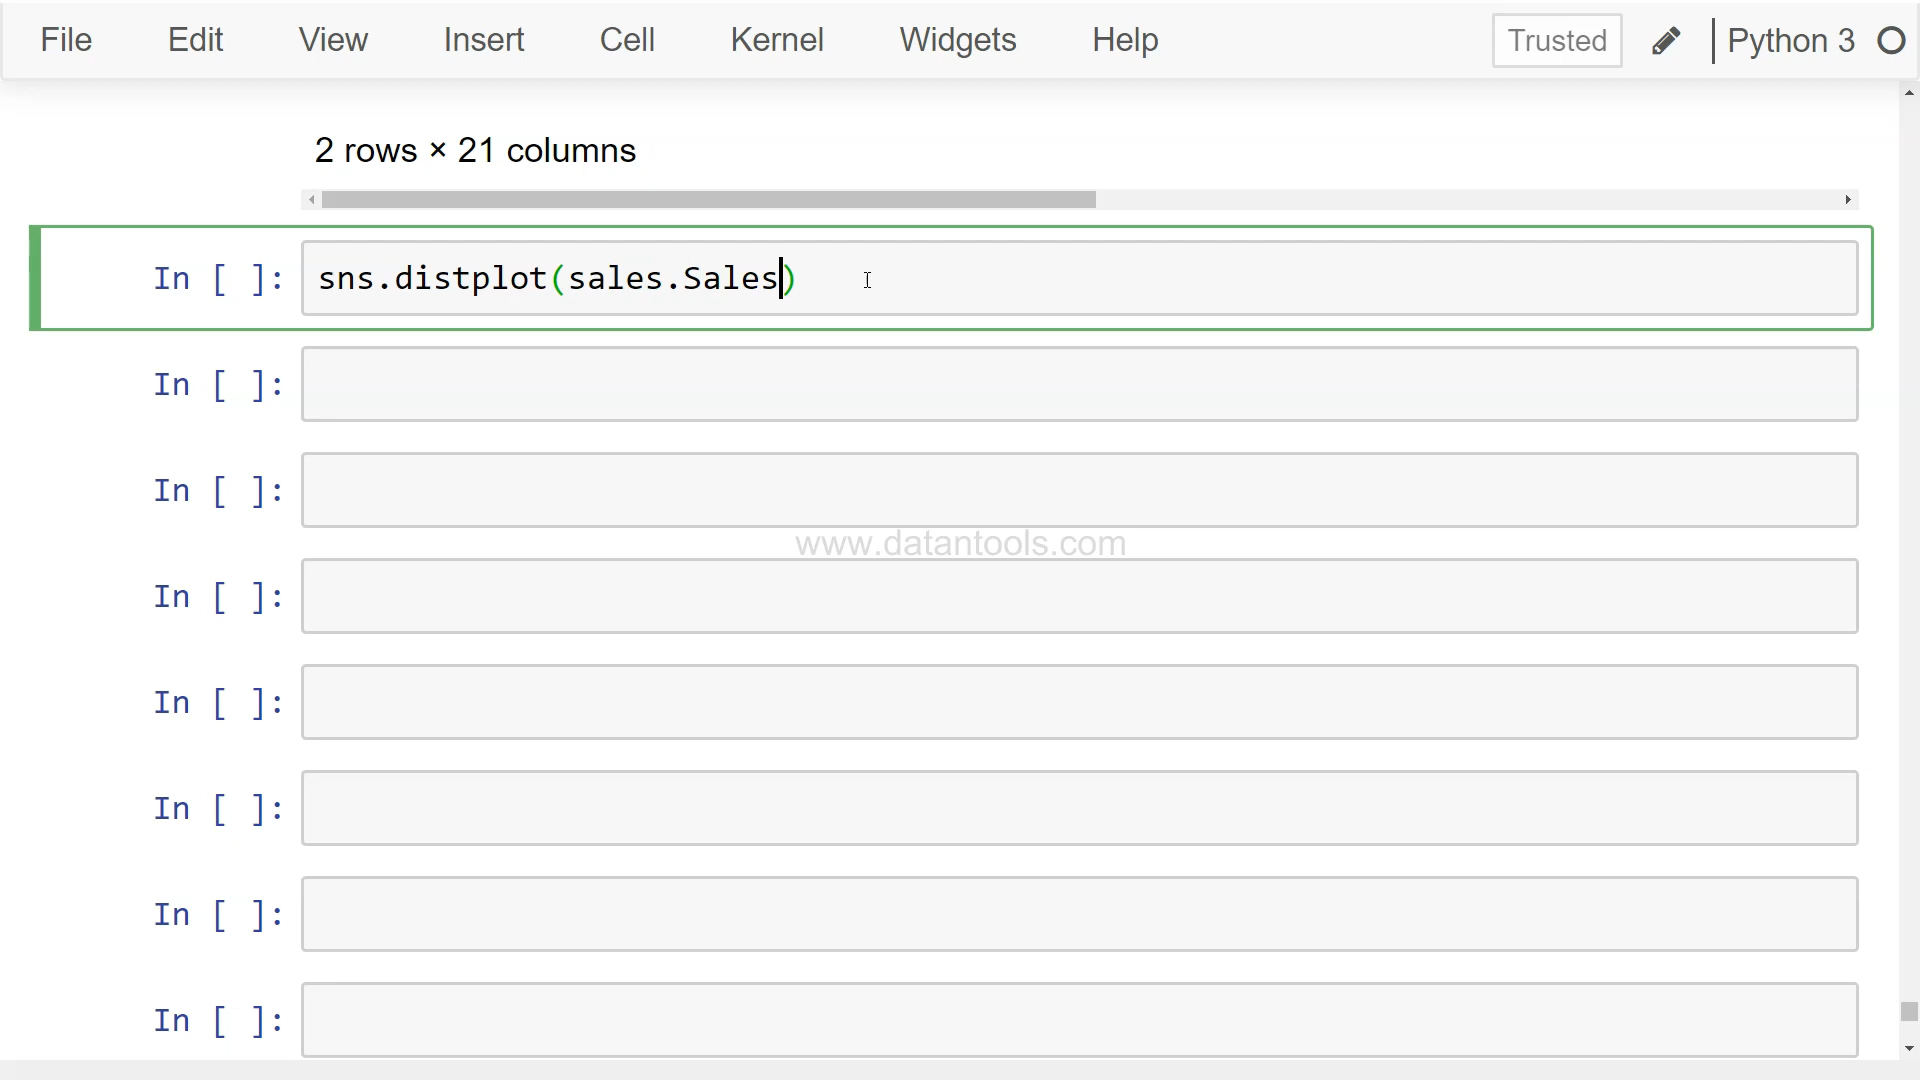 File Edit View Insert Cell Kernel Widgets Help Trusted Python 3
2 rows × 21 columns
In [ ]: sns.distplot(sales.Sales)
In [ ]:
In [ ]:
www.datantools.com
In [ ]:
In [ ]:
In [ ]:
In [ ]:
In [ ]: